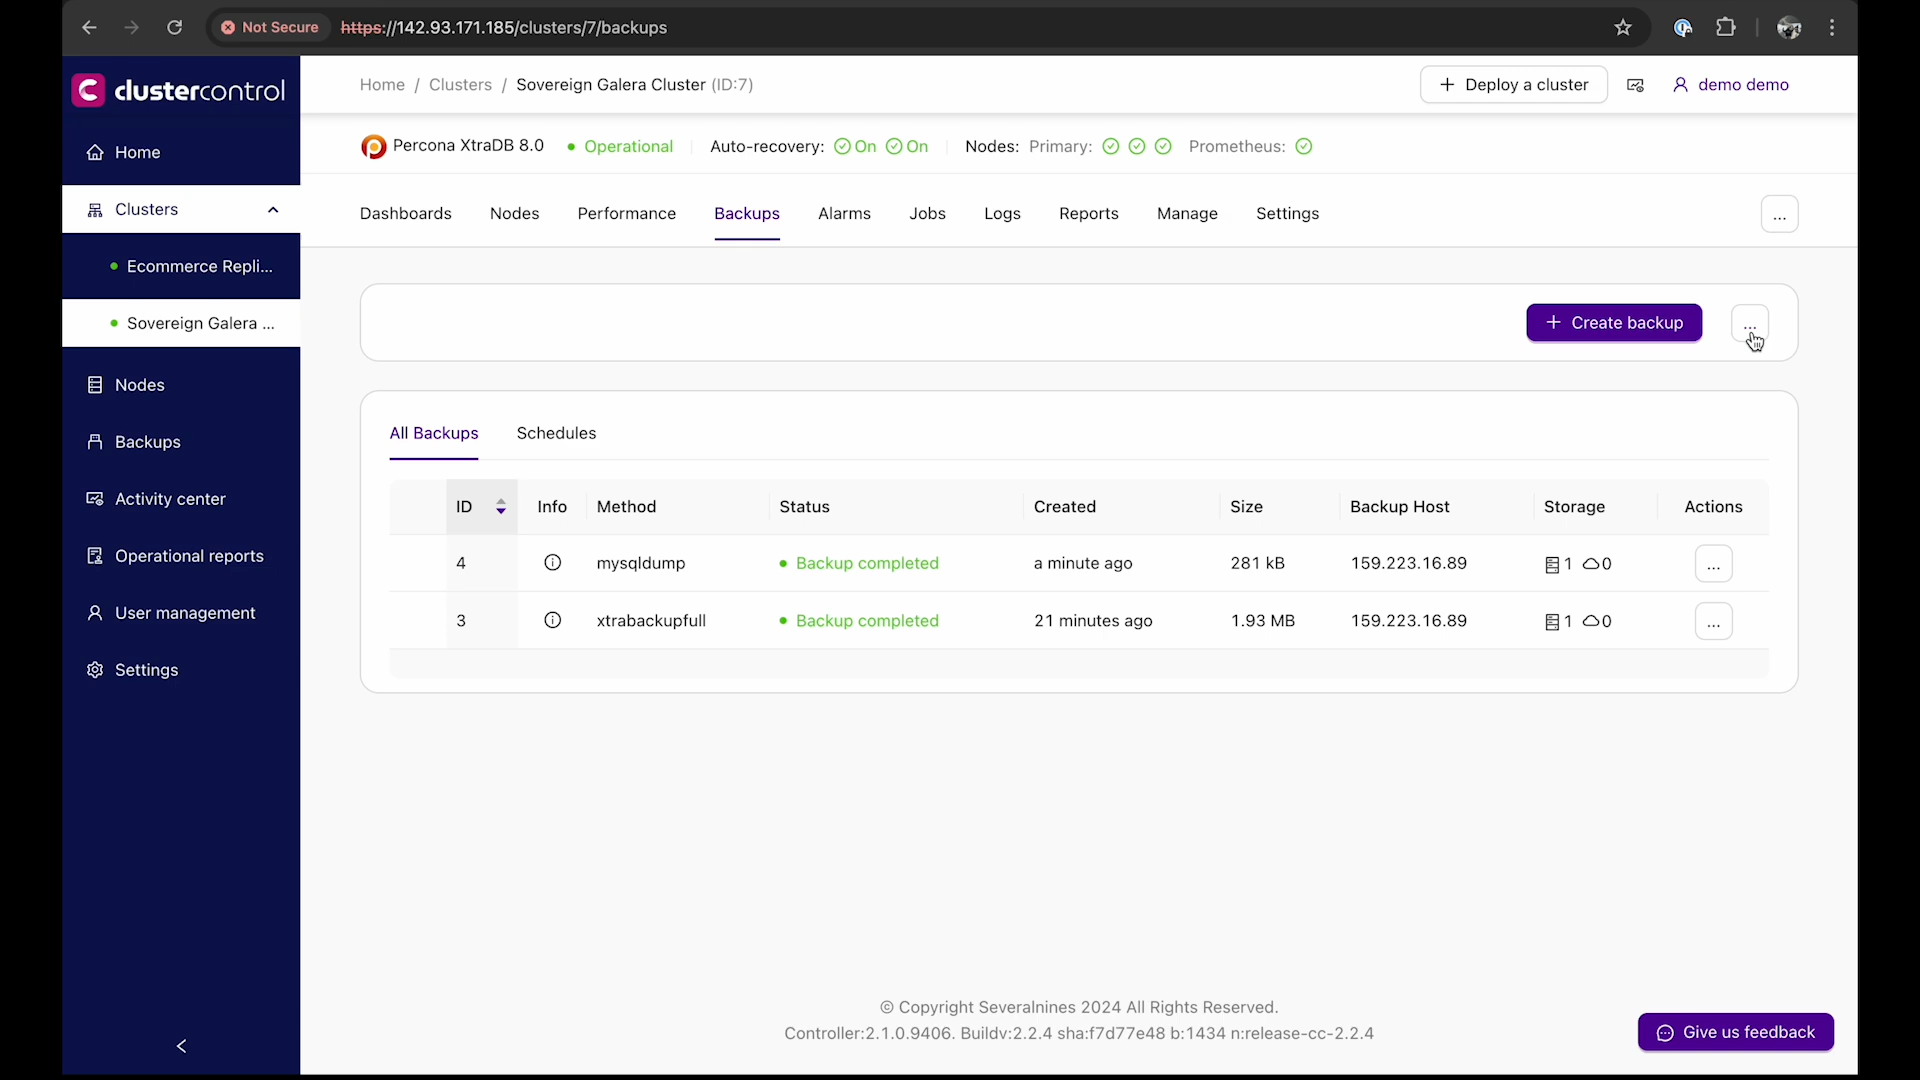 Not Secure https://142.93.171.185/clusters/7/backups
clustercontrol
Home / Clusters / Sovereign Galera Cluster (ID:7)
+ Deploy a cluster
demo demo
Percona XtraDB 8.0 • Operational Auto-recovery: On On Nodes: Primary: Prometheus:
Dashboards Nodes Performance Backups Alarms Jobs Logs Reports Manage Settings ...
Home
Clusters
Ecommerce Repli...
Sovereign Galera ...
Nodes
Backups
Activity center
Operational reports
User management
Settings
+ Create backup ...
All Backups Schedules
ID Info Method Status Created Size Backup Host Storage Actions
4 mysqldump • Backup completed a minute ago 281 kB 159.223.16.89 1 0 ...
3 xtrabackupfull • Backup completed 21 minutes ago 1.93 MB 159.223.16.89 1 0 ...
© Copyright Severalnines 2024 All Rights Reserved.
Controller:2.1.0.9406. Buildv:2.2.4 sha:f7d77e48 b:1434 n:release-cc-2.2.4
Give us feedback